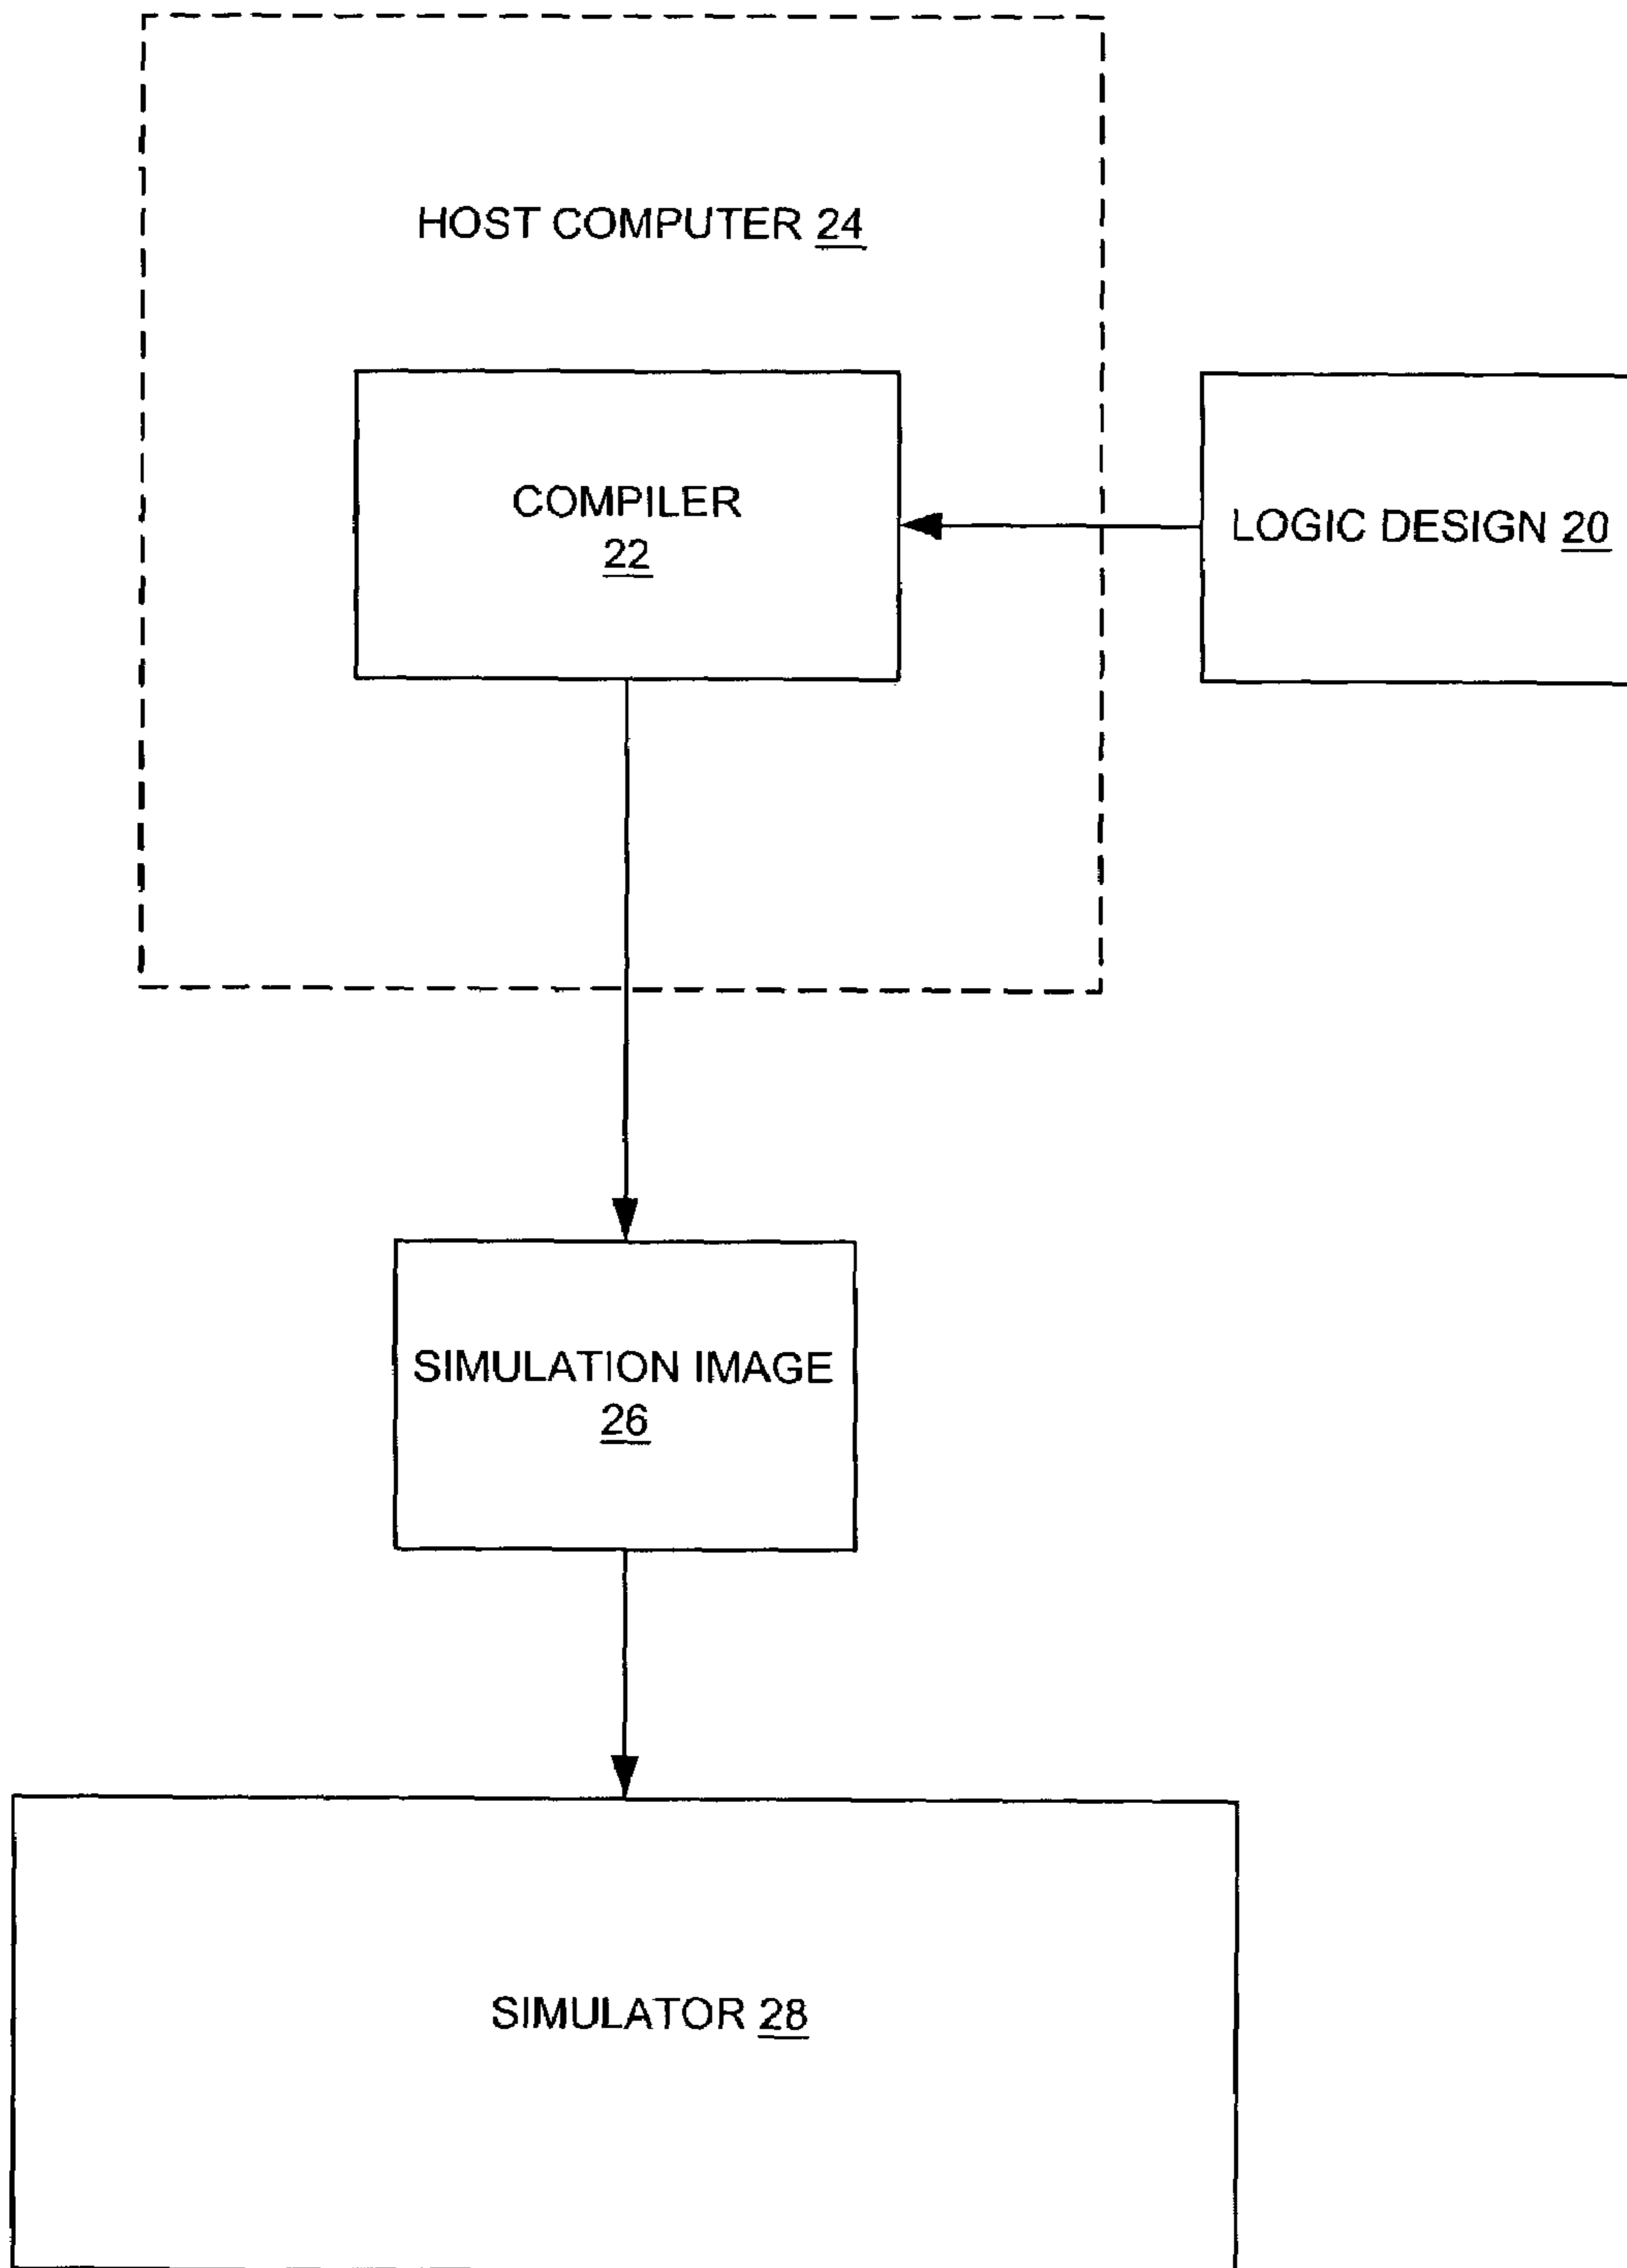 HOST COMPUTER 24
COMPILER
22
LOGIC DESIGN 20
SIMULATION IMAGE
26
SIMULATOR 28